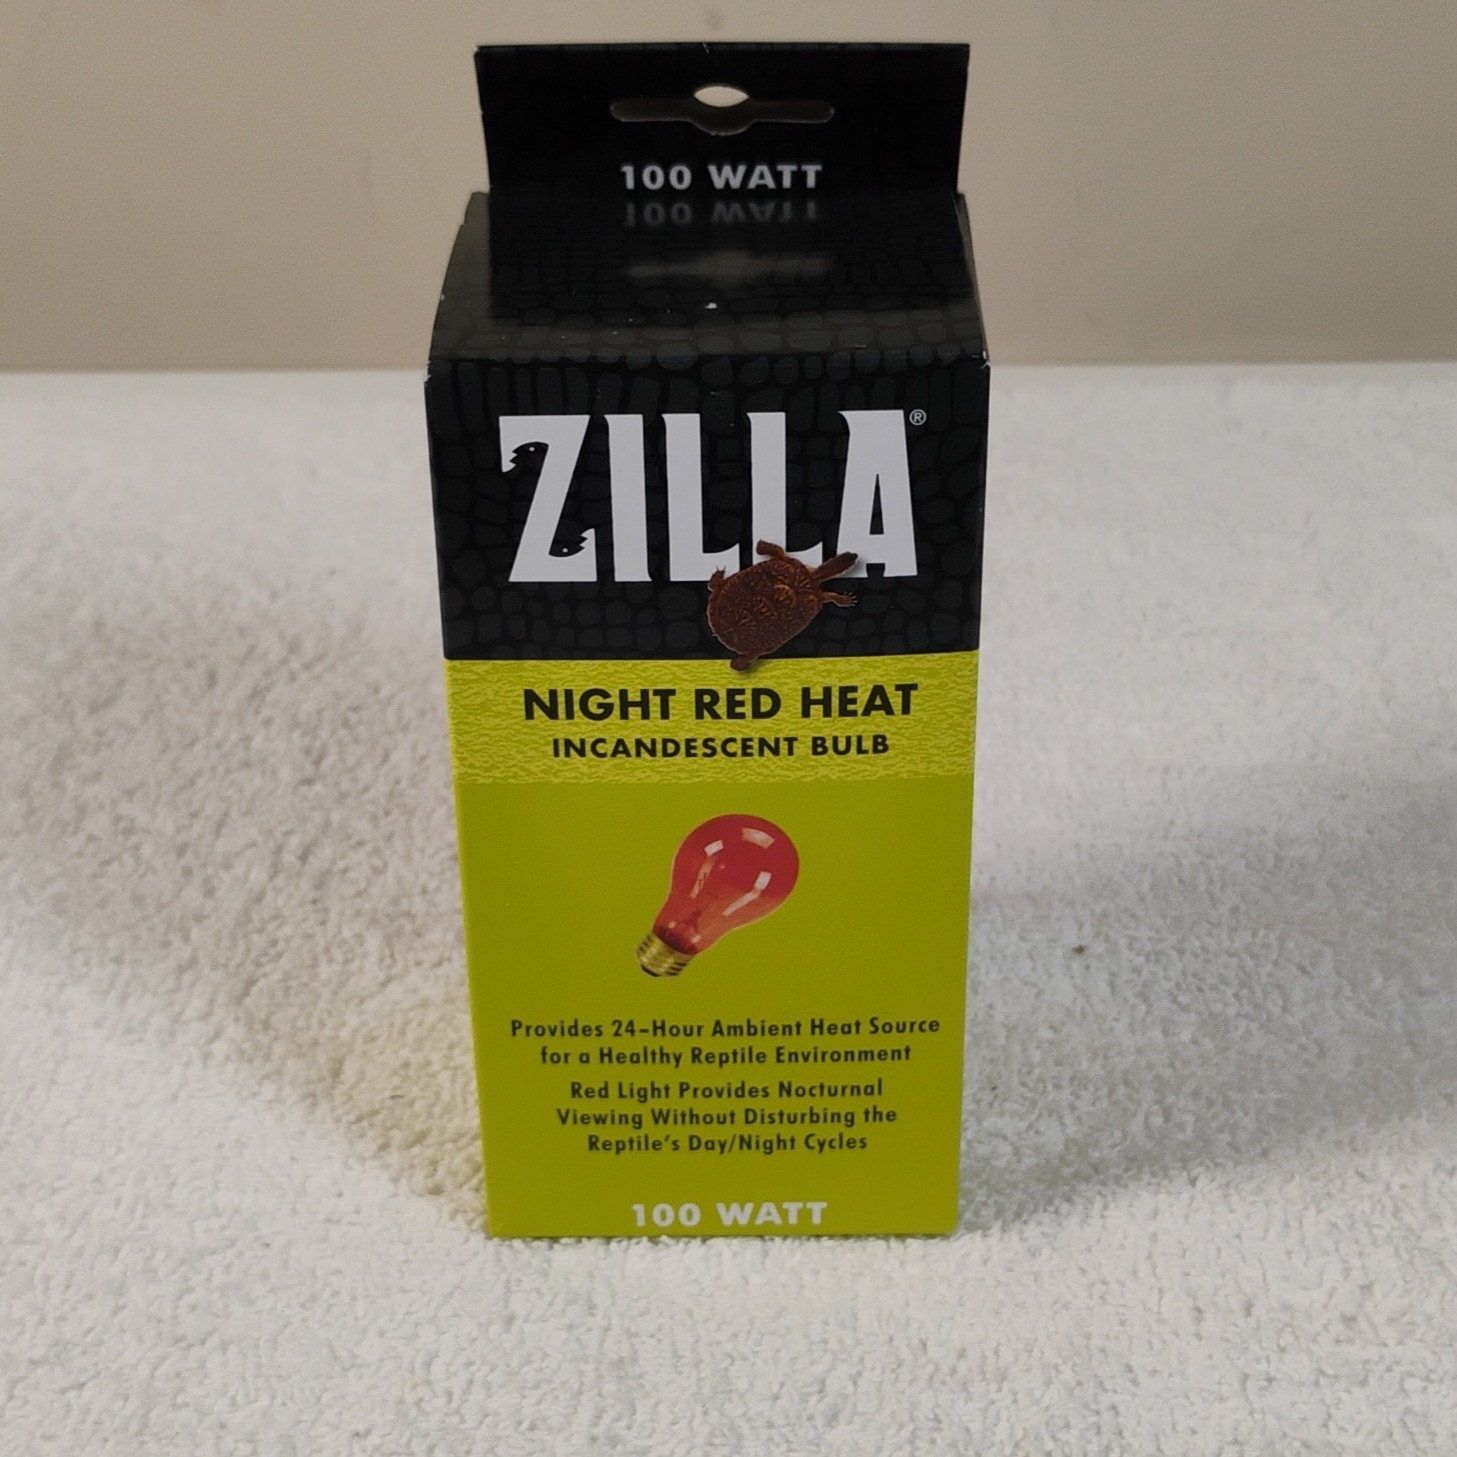 100 WATT
ZILLA®
NIGHT RED HEAT
INCANDESCENT BULB
Provides 24-Hour Ambient Heat Source
for a Healthy Reptile Environment
Red Light Provides Nocturnal
Viewing Without Disturbing the
Reptile's Day/Night Cycles
100 WATT